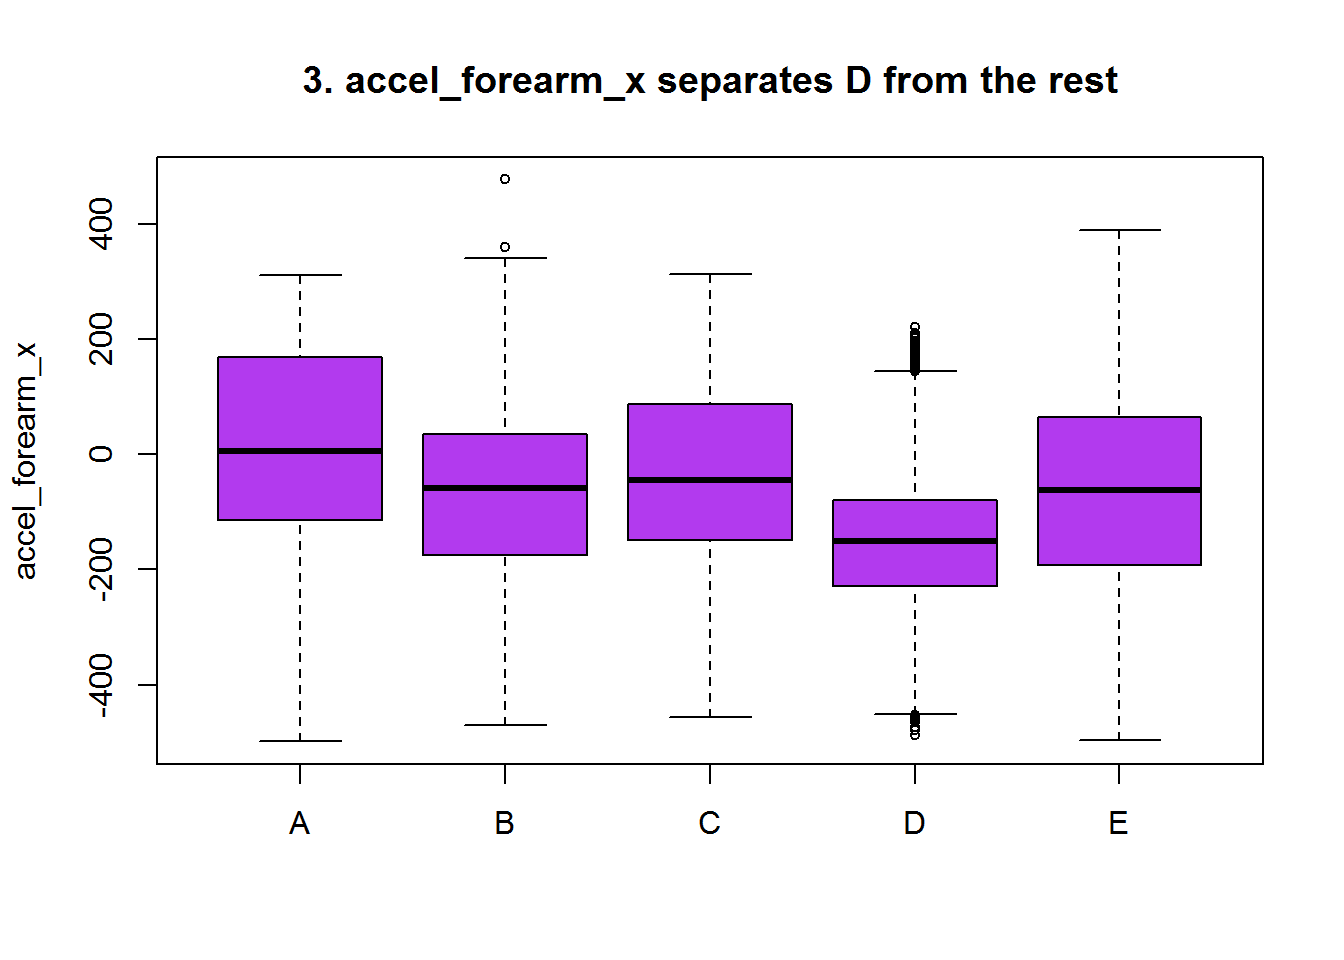 3. accel_forearm_x separates D from the rest
accel_forearm_x
400
200
0
-200
-400
A B C D E